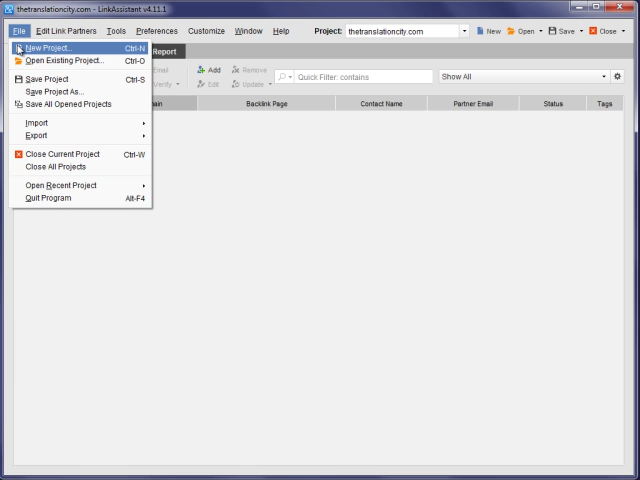 thetranslationcity.com - LinkAssistant v4.11.1
File Edit Link Partners Tools Preferences Customize Window Help Project: thetranslationcity.com New Open Save Close
New Project... Ctrl-N
Report
Open Existing Project... Ctrl-O
Email Add Remove
Quick Filter: contains Show All
Save Project Ctrl-S
Verify Edit Update
Save Project As...
Save All Opened Projects
Backlink Page Contact Name Partner Email Status Tags
Import
Export
Close Current Project Ctrl-W
Close All Projects
Open Recent Project
Quit Program Alt-F4